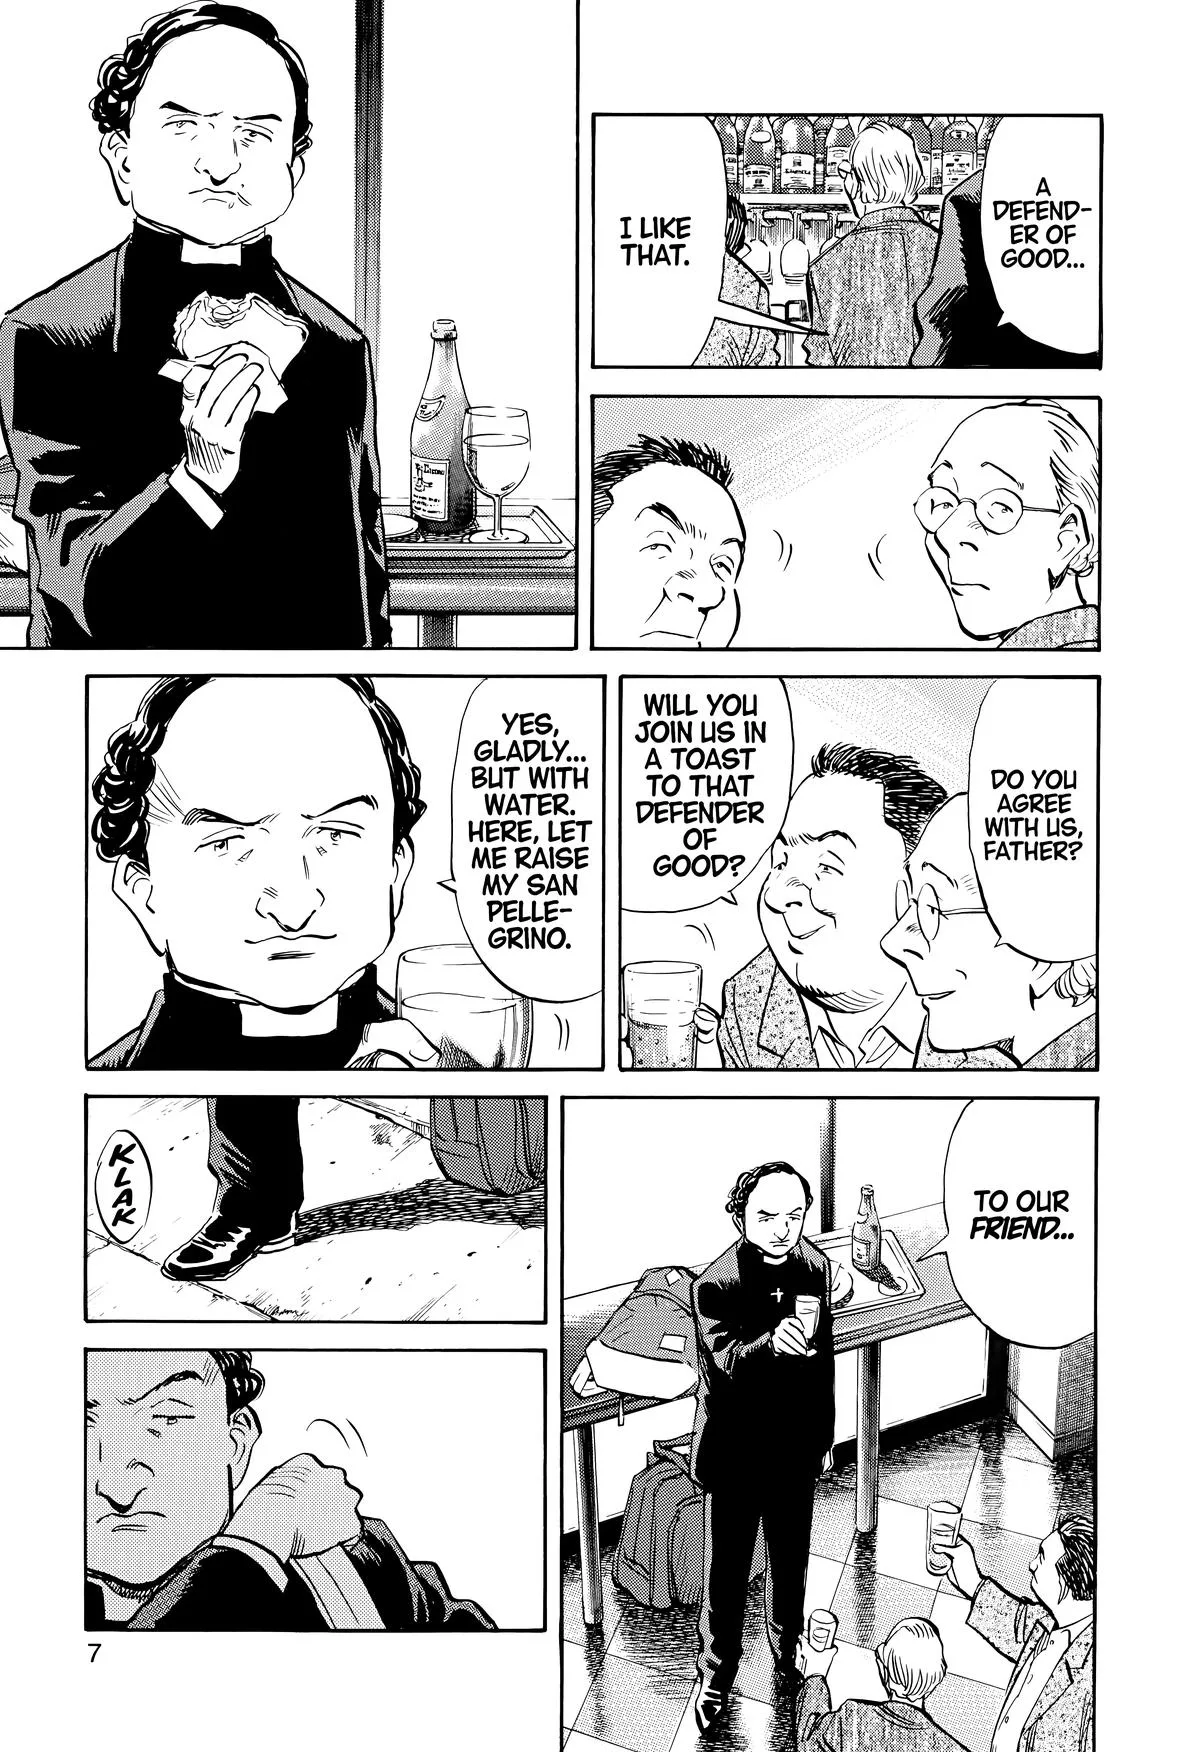 A
DEFEND-
ER OF
GOOD...
I LIKE
THAT.
DO YOU
AGREE
WITH US,
FATHER?
WILL YOU
JOIN US IN
A TOAST
TO THAT
DEFENDER
OF
GOOD?
YES,
GLADLY...
BUT WITH
WATER.
HERE, LET
ME RAISE
MY SAN
PELLE-
GRINO.
TO OUR
FRIEND...
KLAK
7